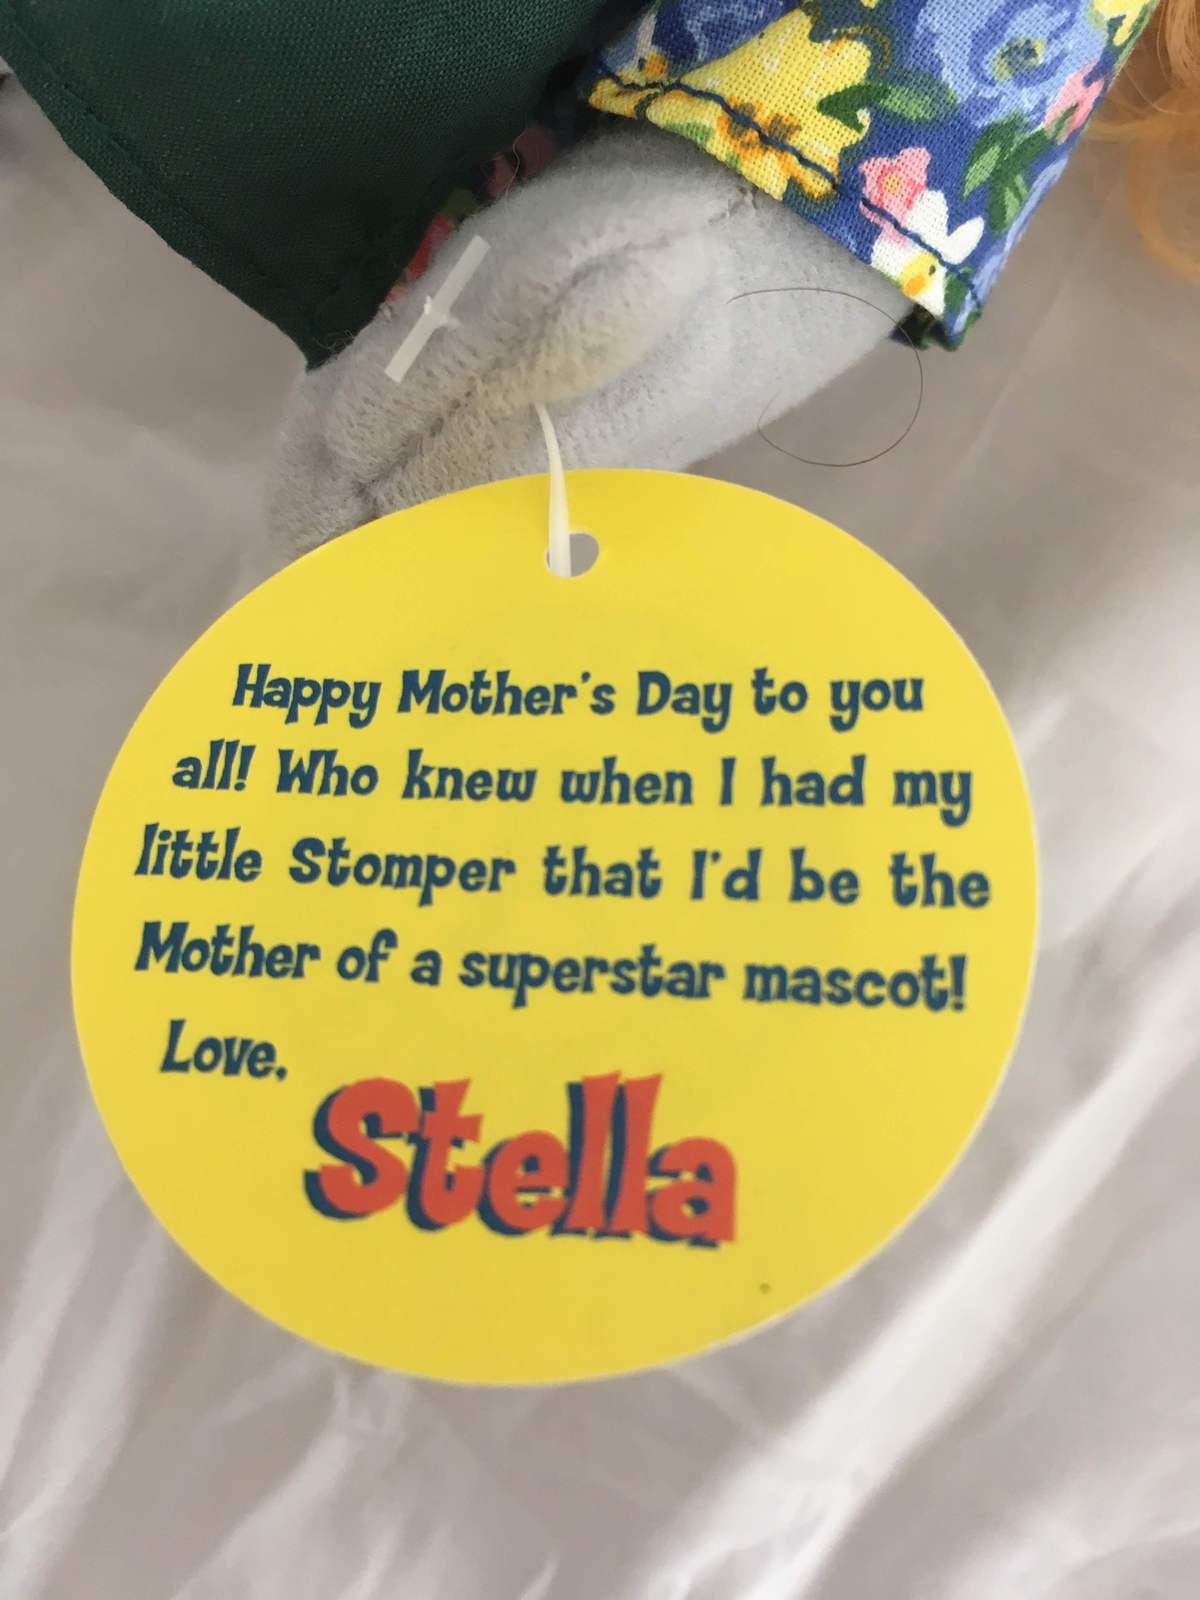 Happy Mother's Day to you
all! Who knew when I had my
little Stomper that I'd be the
Mother of a superstar mascot!
Love,
Stella